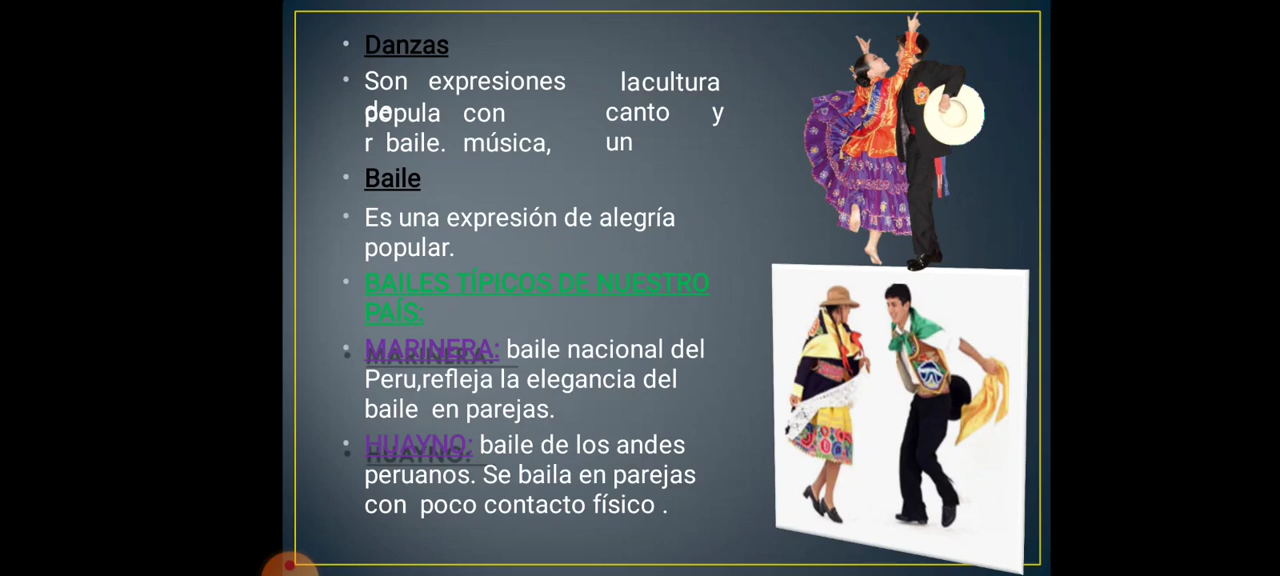 Danzas
Son expresiones lacultura
de
popula con canto y
r baile. música, un
Baile
Es una expresión de alegría
popular.
BAILES TÍPICOS DE NUESTRO
PAÍS:
MARINERA: baile nacional del
Peru,refleja la elegancia del
baile en parejas.
HUAYNO: baile de los andes
peruanos. Se baila en parejas
con poco contacto físico .